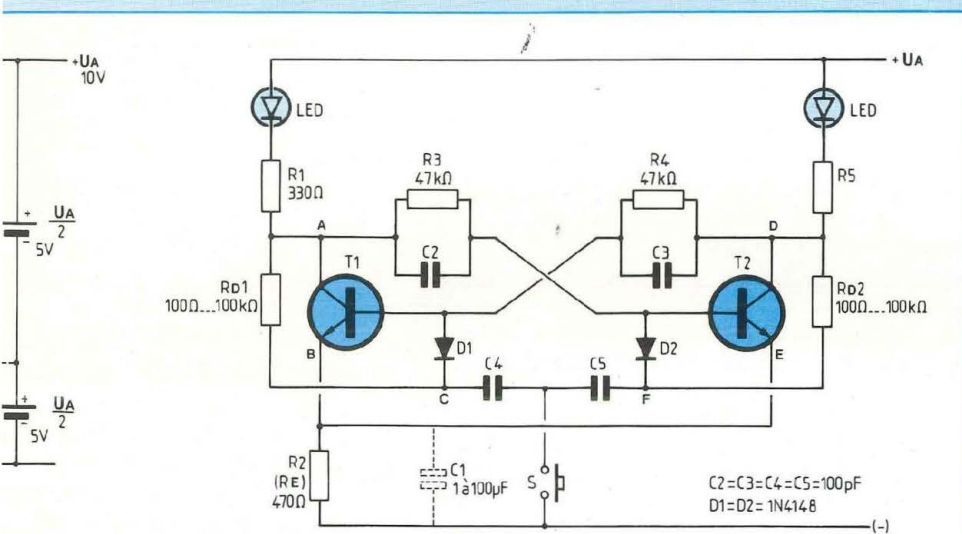 +UA
10V
+
UA
2
-
5V
+
UA
2
-
5V
+UA
LED
LED
R1
330Ω
R3
47kΩ
R4
47kΩ
R5
A
D
C2
C3
T1
T2
RD1
100Ω...100kΩ
RD2
100Ω...100kΩ
B
E
D1
D2
C4
C5
C
F
R2
(RE)
470Ω
C1
1à100µF
S
C2=C3=C4=C5=100pF
D1=D2=1N4148
(-)